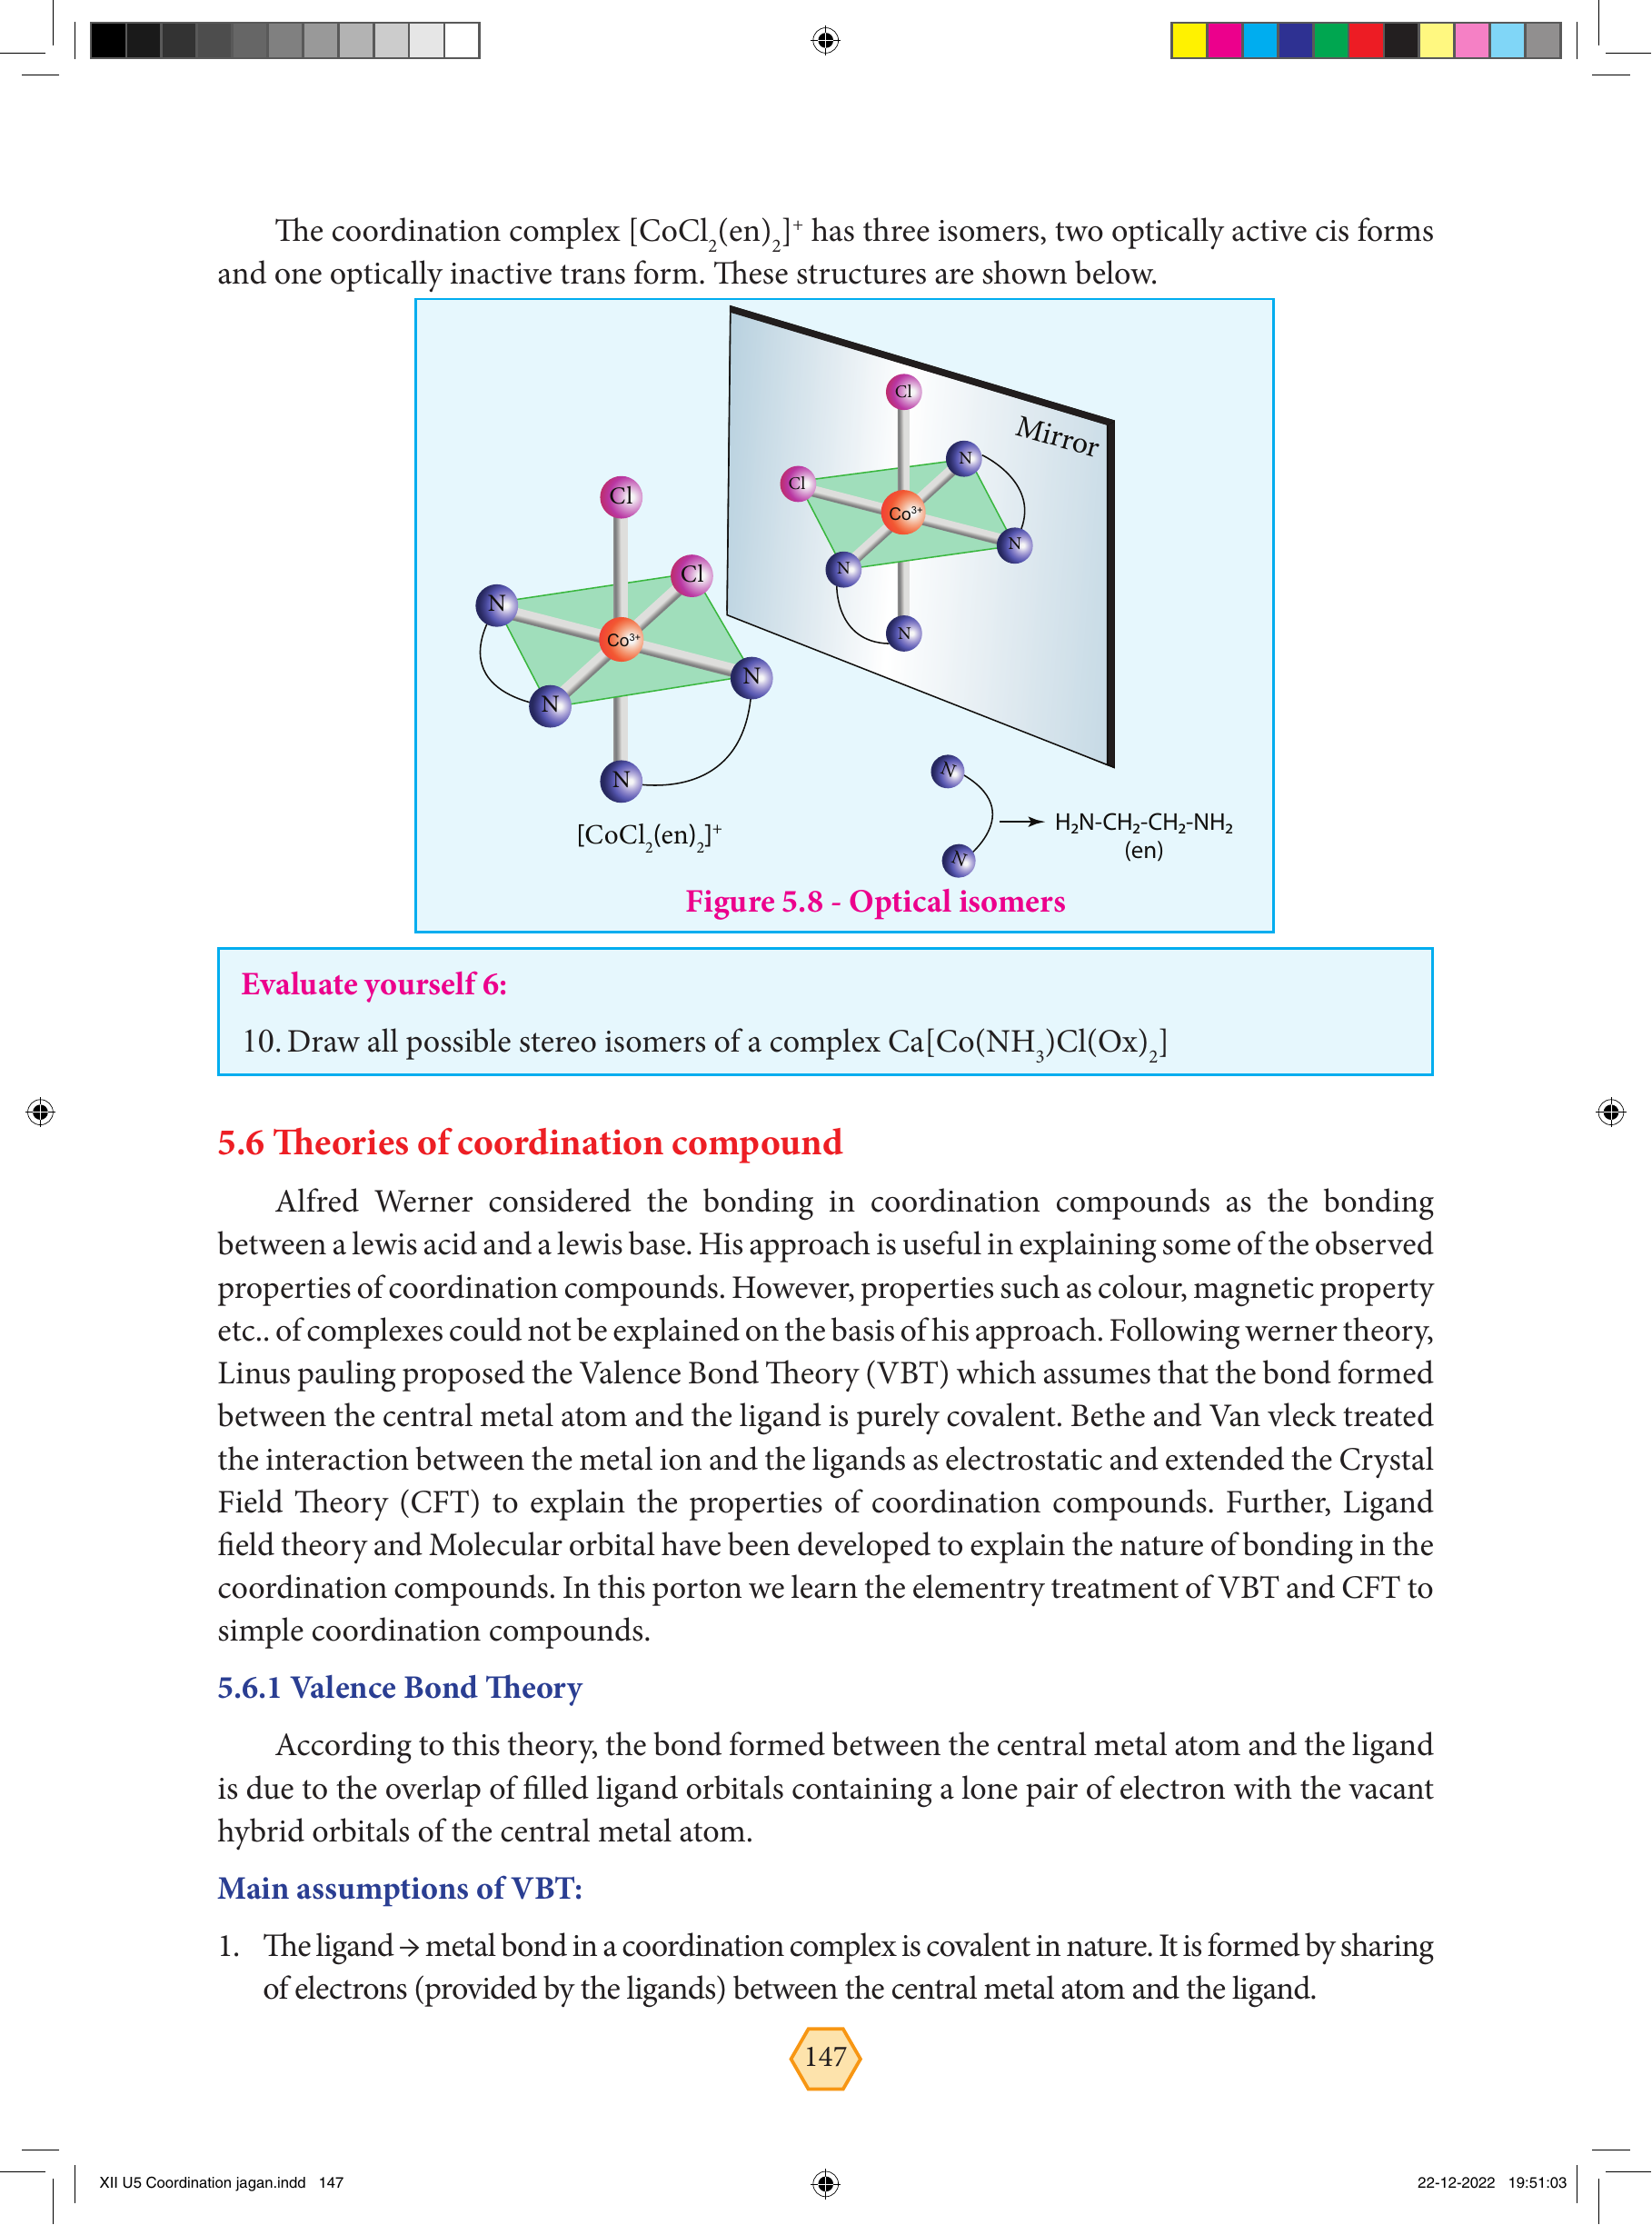 The coordination complex [CoCl₂(en)₂]⁺ has three isomers, two optically active cis forms
and one optically inactive trans form. These structures are shown below.
Mirror
Cl
Cl
N
Co³⁺
N
N
N
Cl
Cl
N
Co³⁺
N
N
N
[CoCl₂(en)₂]⁺
N
N
H₂N-CH₂-CH₂-NH₂
(en)
Figure 5.8 - Optical isomers
Evaluate yourself 6:
10. Draw all possible stereo isomers of a complex Ca[Co(NH₃)Cl(Ox)₂]
5.6 Theories of coordination compound
Alfred Werner considered the bonding in coordination compounds as the bonding
between a lewis acid and a lewis base. His approach is useful in explaining some of the observed
properties of coordination compounds. However, properties such as colour, magnetic property
etc.. of complexes could not be explained on the basis of his approach. Following werner theory,
Linus pauling proposed the Valence Bond Theory (VBT) which assumes that the bond formed
between the central metal atom and the ligand is purely covalent. Bethe and Van vleck treated
the interaction between the metal ion and the ligands as electrostatic and extended the Crystal
Field Theory (CFT) to explain the properties of coordination compounds. Further, Ligand
field theory and Molecular orbital have been developed to explain the nature of bonding in the
coordination compounds. In this porton we learn the elementry treatment of VBT and CFT to
simple coordination compounds.
5.6.1 Valence Bond Theory
According to this theory, the bond formed between the central metal atom and the ligand
is due to the overlap of filled ligand orbitals containing a lone pair of electron with the vacant
hybrid orbitals of the central metal atom.
Main assumptions of VBT:
1. The ligand → metal bond in a coordination complex is covalent in nature. It is formed by sharing
of electrons (provided by the ligands) between the central metal atom and the ligand.
147
XII U5 Coordination jagan.indd 147
22-12-2022 19:51:03